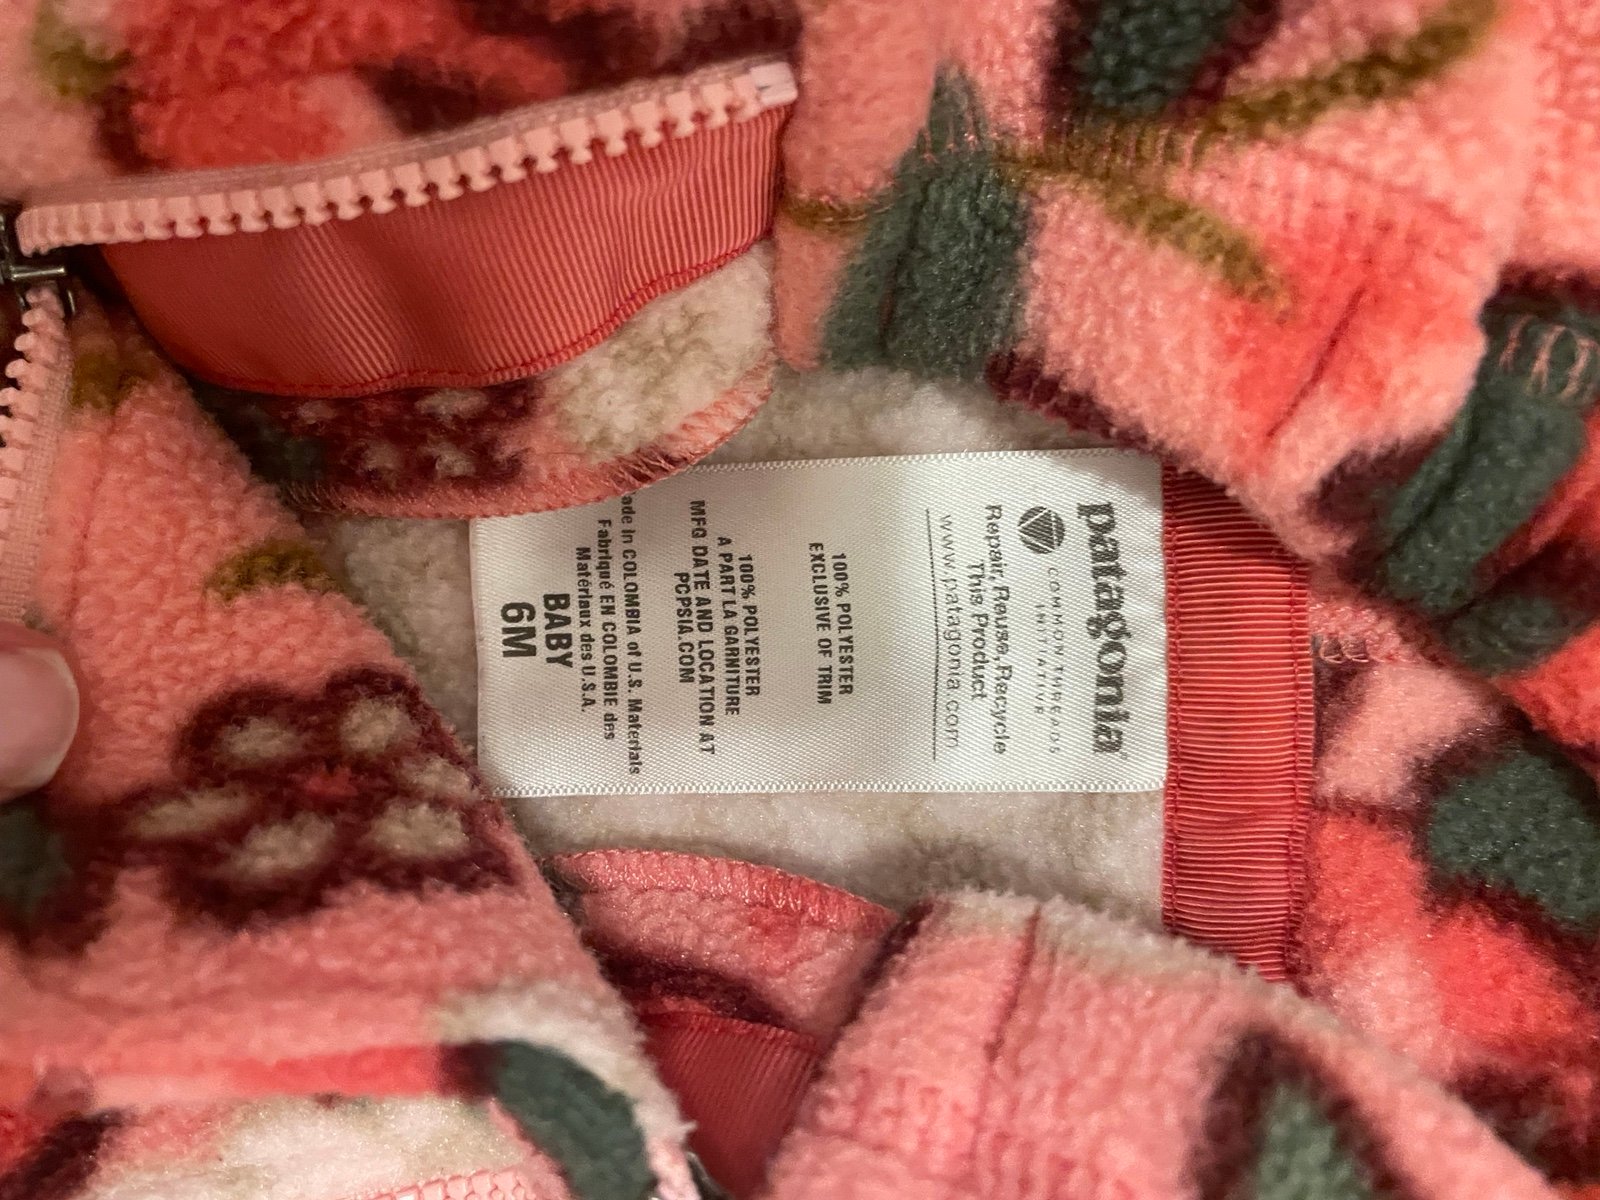 patagonia®
COMMON THREADS
INITIATIVE
Repair, Reuse, Recycle
This Product
www.patagonia.com
100% POLYESTER
EXCLUSIVE OF TRIM
100% POLYESTER
A PART LA GARNITURE
MFG DATE AND LOCATION AT
PCPSIA.COM
ade in COLOMBIA of U.S. Materials
Fabriqué EN COLOMBIE des
Matériaux des U.S.A.
BABY
6M